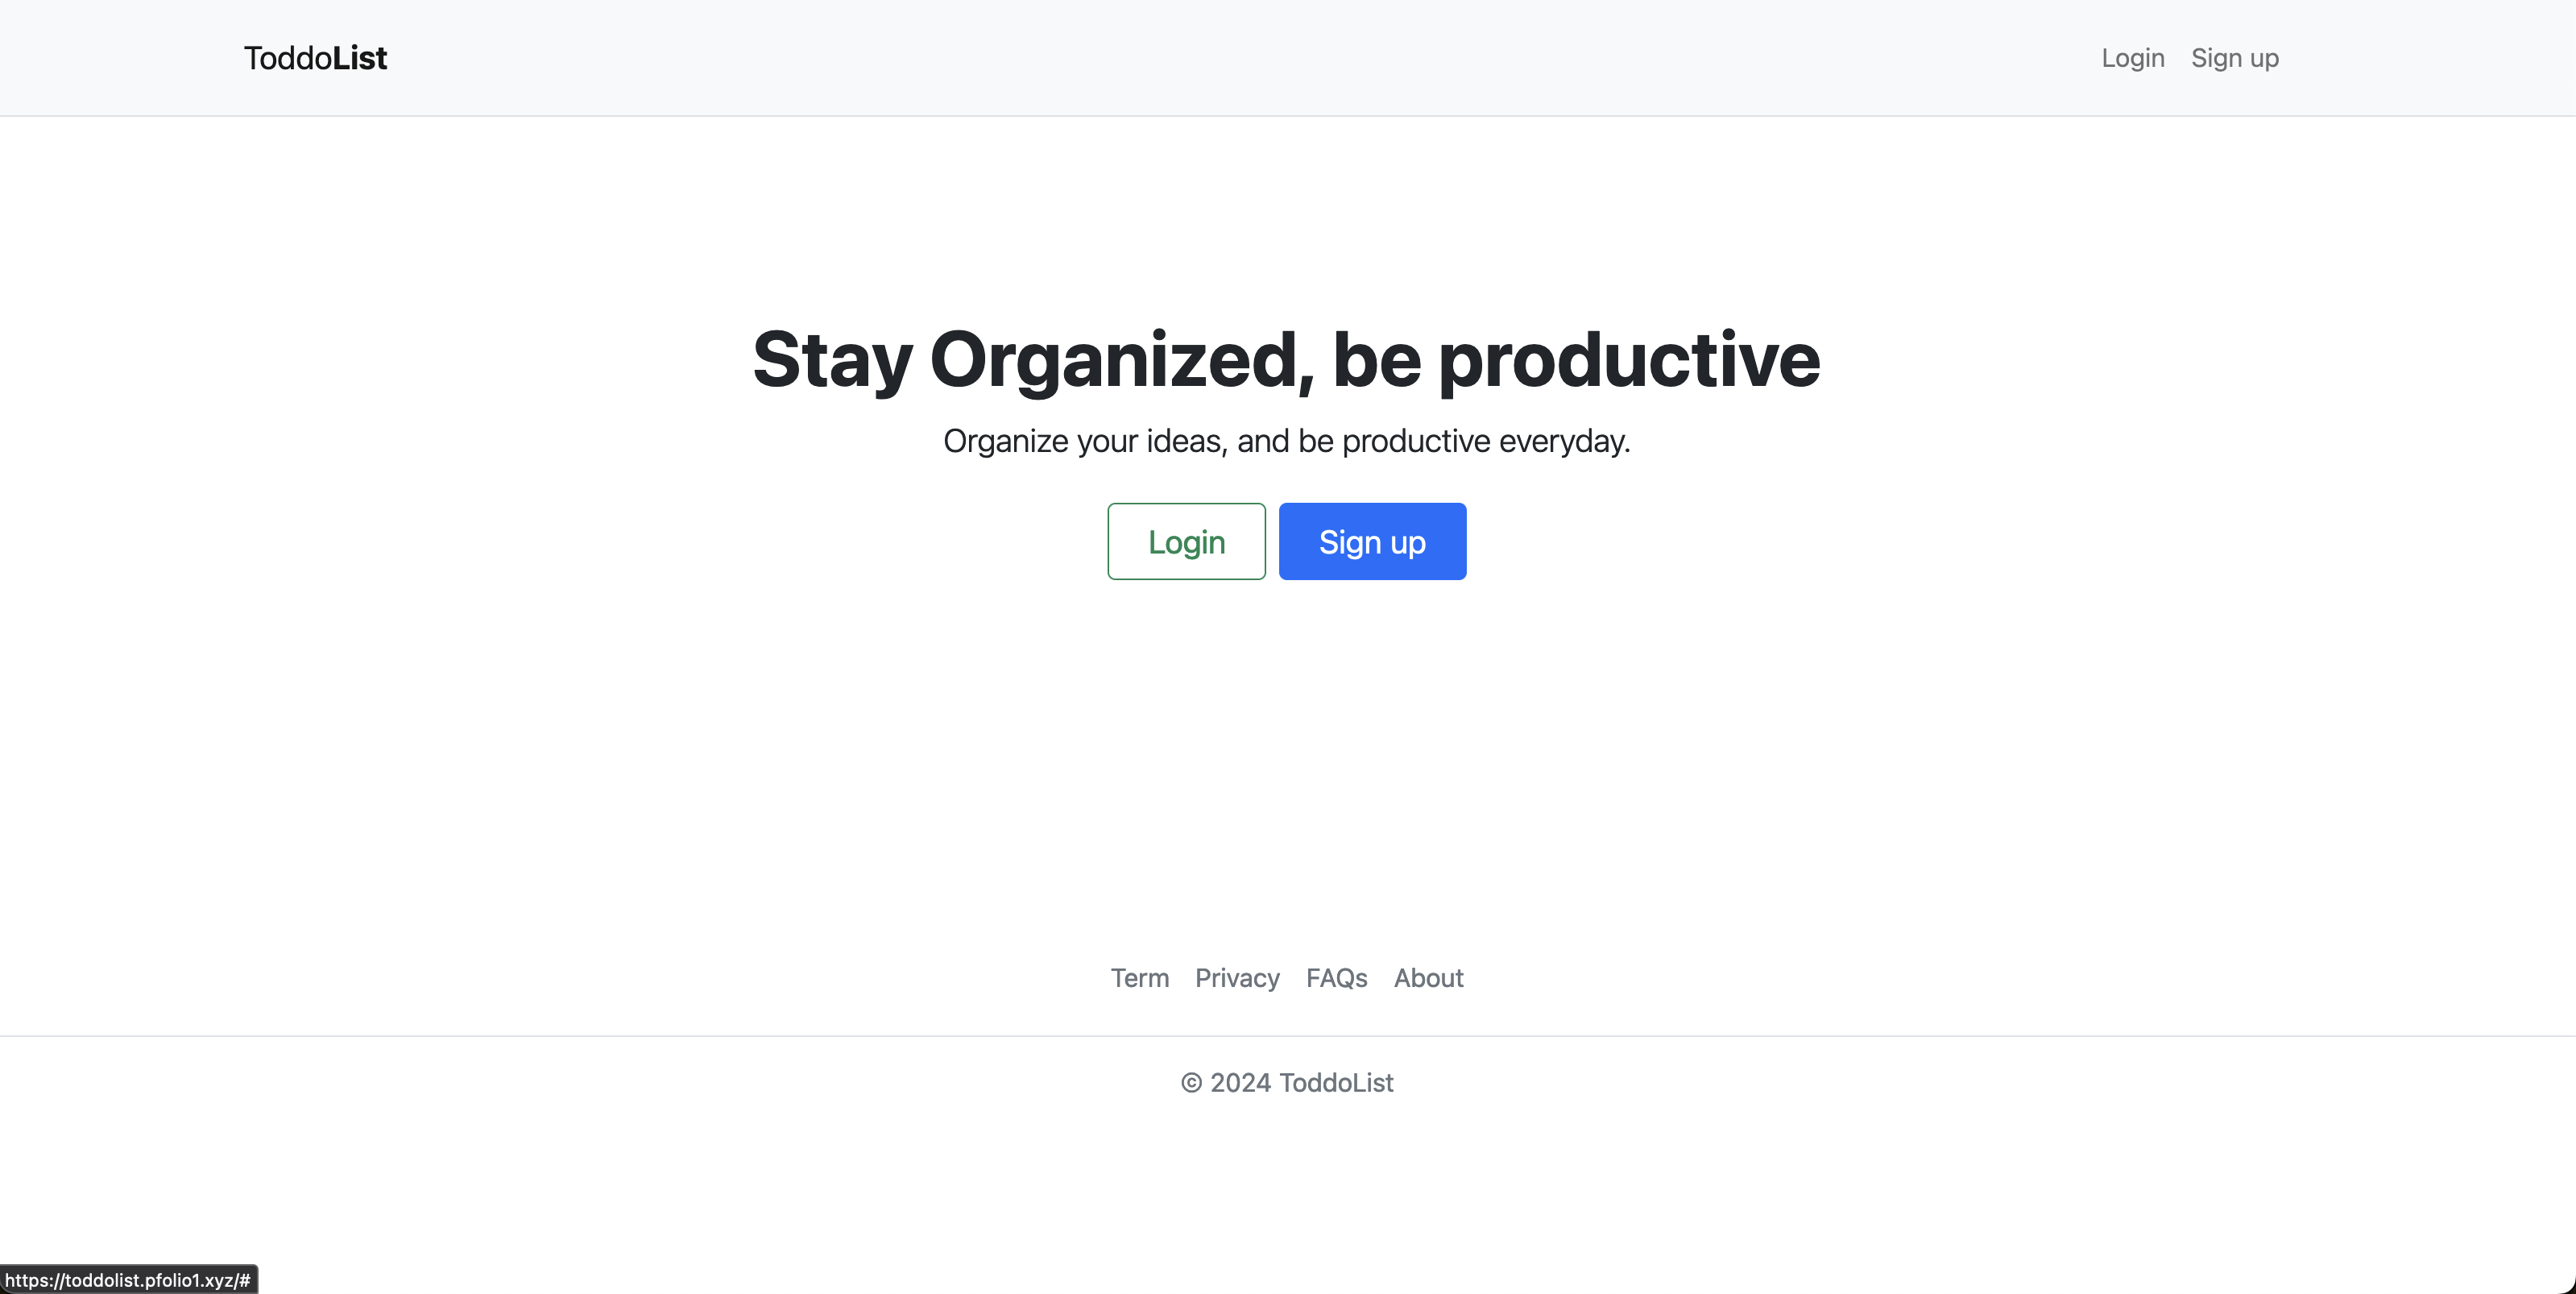 ToddoList Login Sign up
Stay Organized, be productive
Organize your ideas, and be productive everyday.
Login Sign up
Term Privacy FAQs About
© 2024 ToddoList
https://toddolist.pfolio1.xyz/#